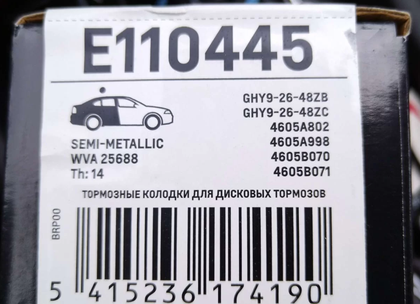 E110445
GHY9-26-48ZB
GHY9-26-48ZC
4605A802
SEMI-METALLIC 4605A998
WVA 25688 4605B070
Th: 14 4605B071
ТОРМОЗНЫЕ КОЛОДКИ ДЛЯ ДИСКОВЫХ ТОРМОЗОВ
BRP00
5 415236 174190